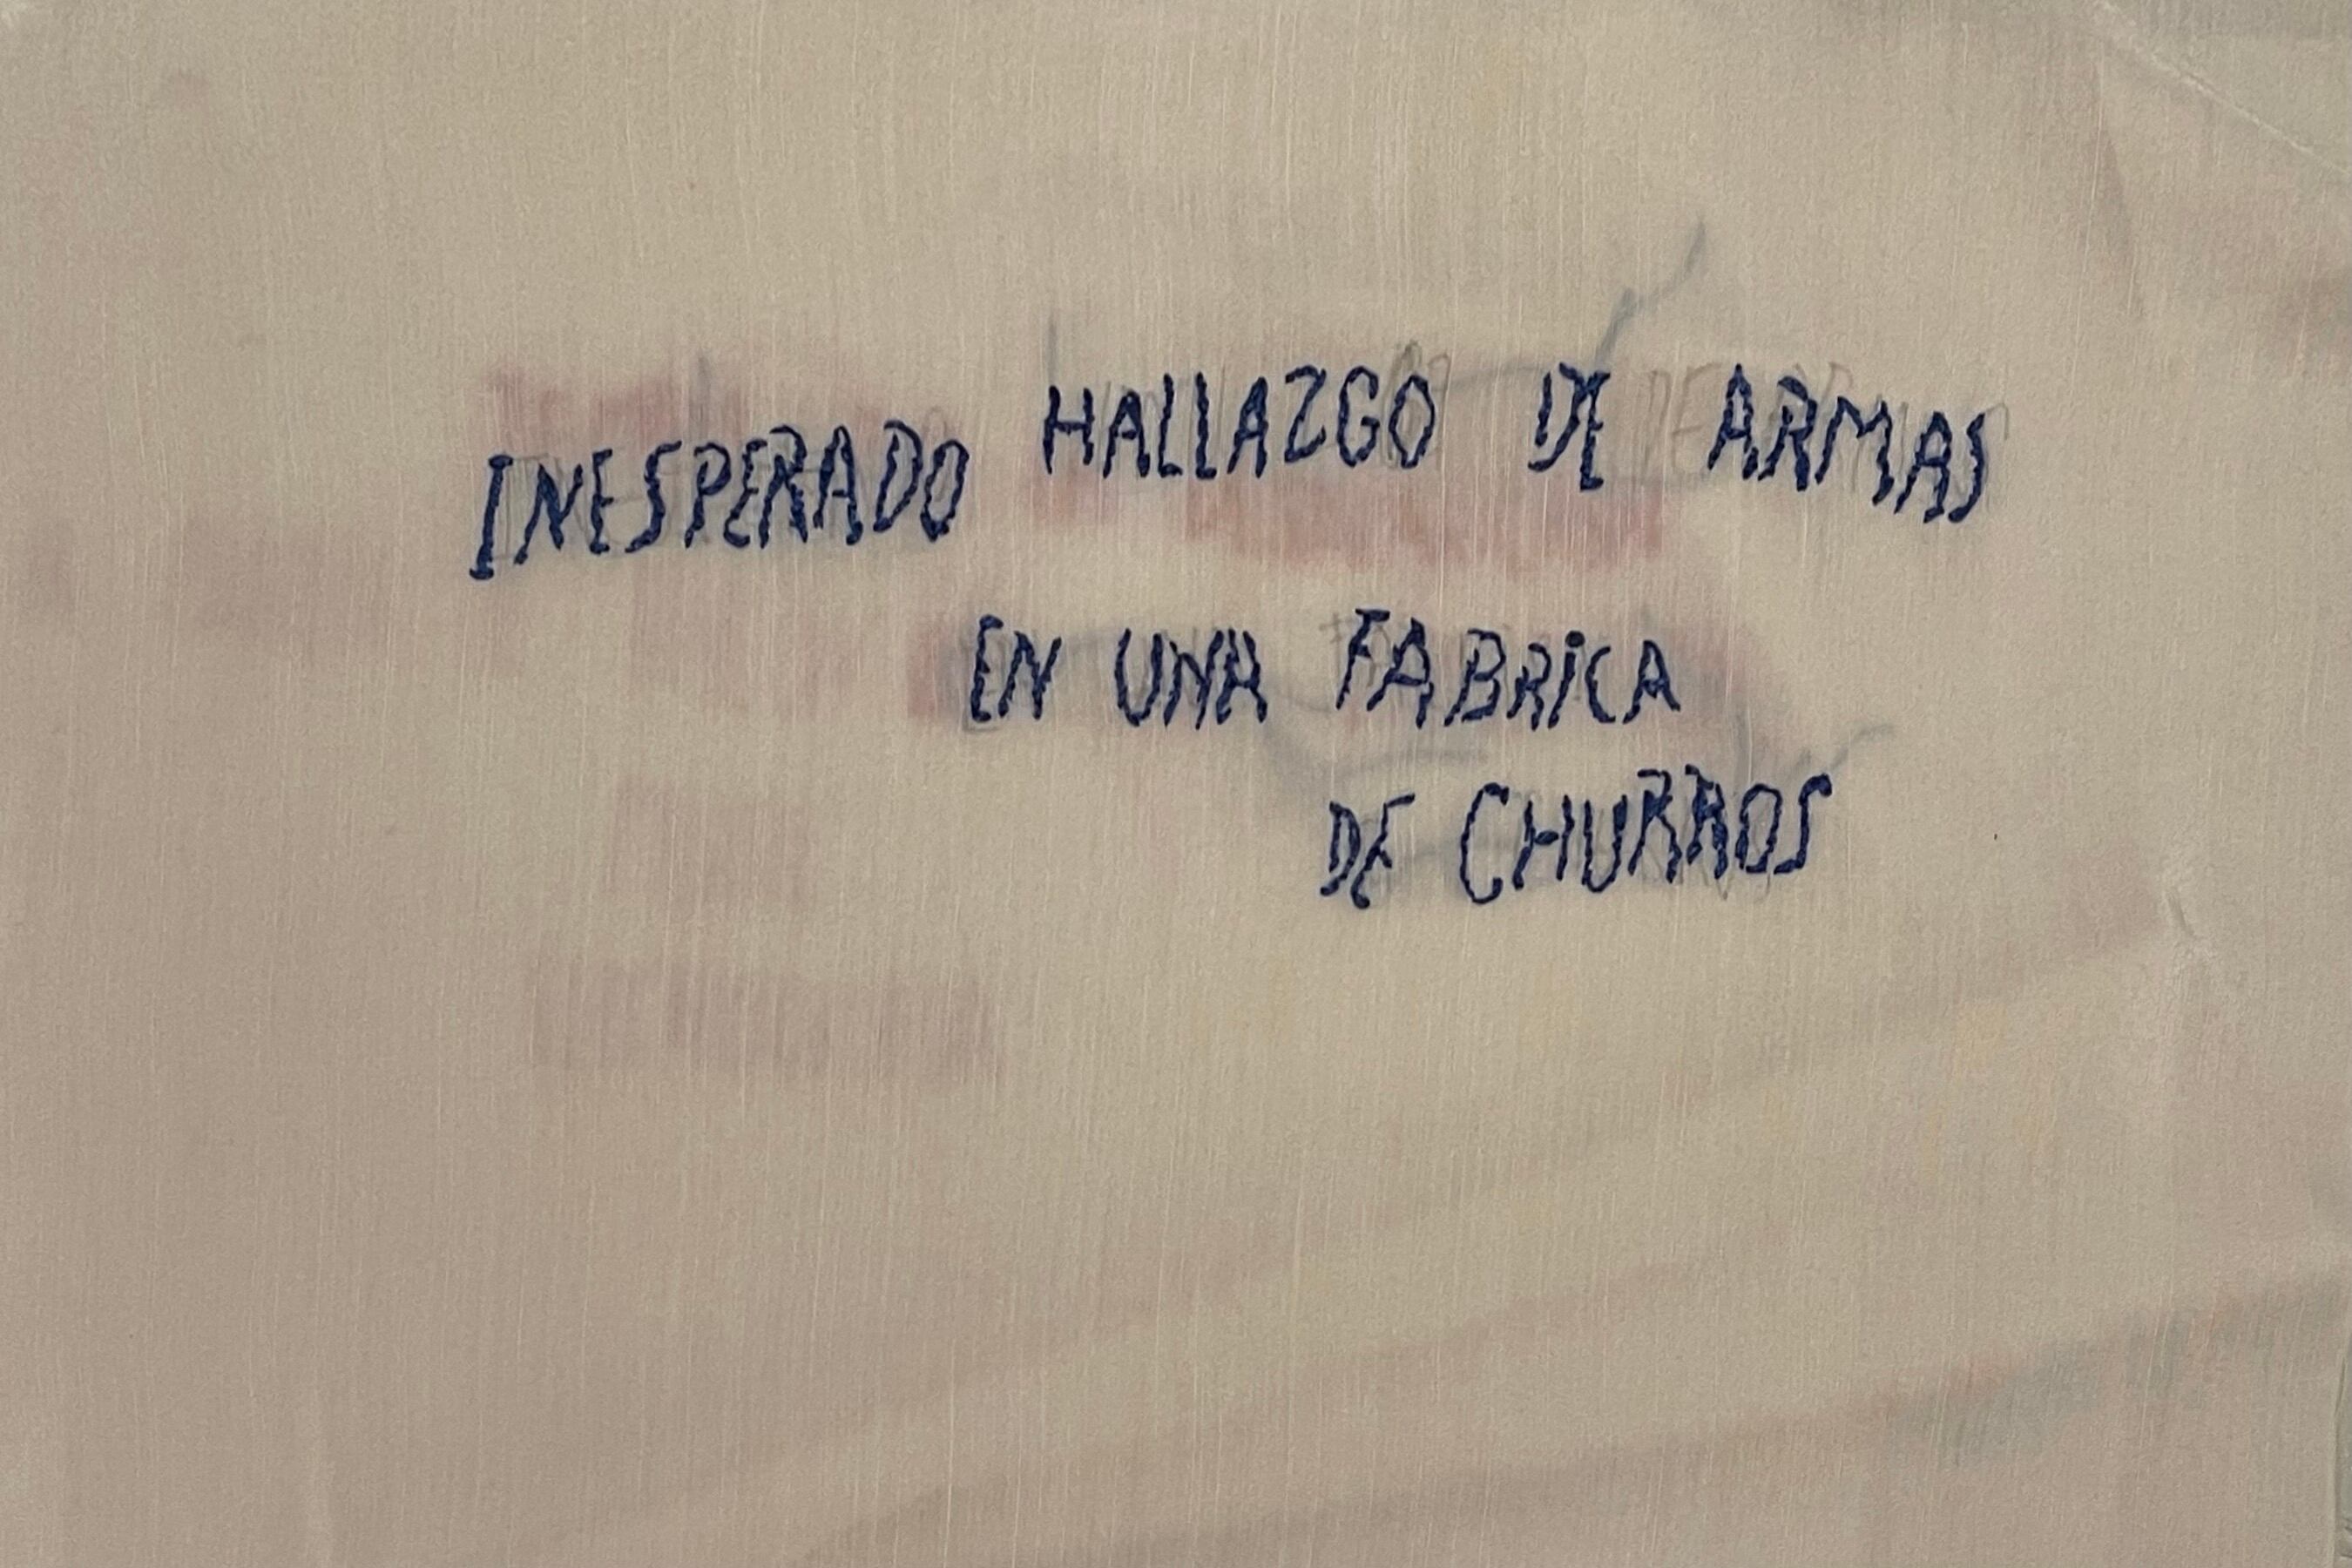 INESPERADO HALLAZGO DE ARMAS
EN UNA FABRiCA
DE CHURROS